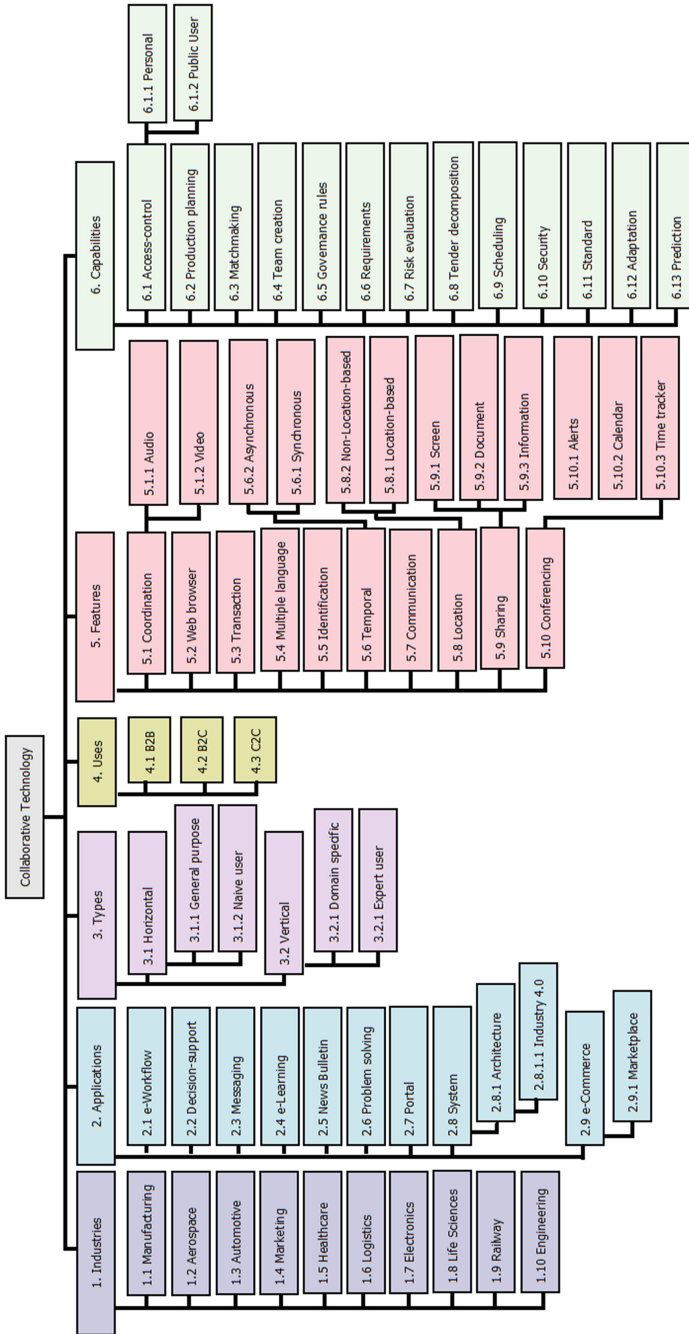 Collaborative Technology
1. Industries
1.1 Manufacturing
1.2 Aerospace
1.3 Automotive
1.4 Marketing
1.5 Healthcare
1.6 Logistics
1.7 Electronics
1.8 Life Sciences
1.9 Railway
1.10 Engineering
2. Applications
2.1 e-Workflow
2.2 Decision-support
2.3 Messaging
2.4 e-Learning
2.5 News Bulletin
2.6 Problem solving
2.7 Portal
2.8 System
2.8.1 Architecture
2.8.1.1 Industry 4.0
2.9 e-Commerce
2.9.1 Marketplace
3. Types
3.1 Horizontal
3.1.1 General purpose
3.1.2 Naive user
3.2 Vertical
3.2.1 Domain specific
3.2.1 Expert user
4. Uses
4.1 B2B
4.2 B2C
4.3 C2C
5. Features
5.1 Coordination
5.2 Web browser
5.3 Transaction
5.4 Multiple language
5.5 Identification
5.6 Temporal
5.7 Communication
5.8 Location
5.9 Sharing
5.10 Conferencing
5.1.1 Audio
5.1.2 Video
5.6.2 Asynchronous
5.6.1 Synchronous
5.8.2 Non-Location-based
5.8.1 Location-based
5.9.1 Screen
5.9.2 Document
5.9.3 Information
5.10.1 Alerts
5.10.2 Calendar
5.10.3 Time tracker
6. Capabilities
6.1 Access-control
6.2 Production planning
6.3 Matchmaking
6.4 Team creation
6.5 Governance rules
6.6 Requirements
6.7 Risk evaluation
6.8 Tender decomposition
6.9 Scheduling
6.10 Security
6.11 Standard
6.12 Adaptation
6.13 Prediction
6.1.1 Personal
6.1.2 Public User